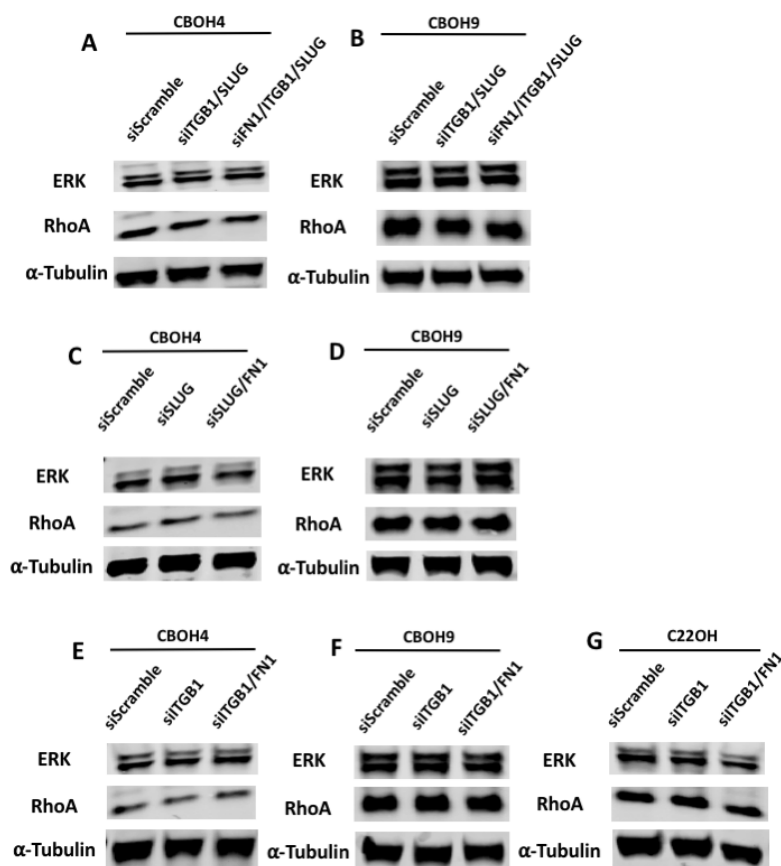 A CBOH4
siScramble siITGB1/SLUG siFN1/ITGB1/SLUG
ERK
RhoA
α-Tubulin
B CBOH9
siScramble siITGB1/SLUG siFN1/ITGB1/SLUG
ERK
RhoA
α-Tubulin
C CBOH4
siScramble siSLUG siSLUG/FN1
ERK
RhoA
α-Tubulin
D CBOH9
siScramble siSLUG siSLUG/FN1
ERK
RhoA
α-Tubulin
E CBOH4
siScramble siITGB1 siITGB1/FN1
ERK
RhoA
α-Tubulin
F CBOH9
siScramble siITGB1 siITGB1/FN1
ERK
RhoA
α-Tubulin
G C22OH
siScramble siITGB1 siITGB1/FN1
ERK
RhoA
α-Tubulin